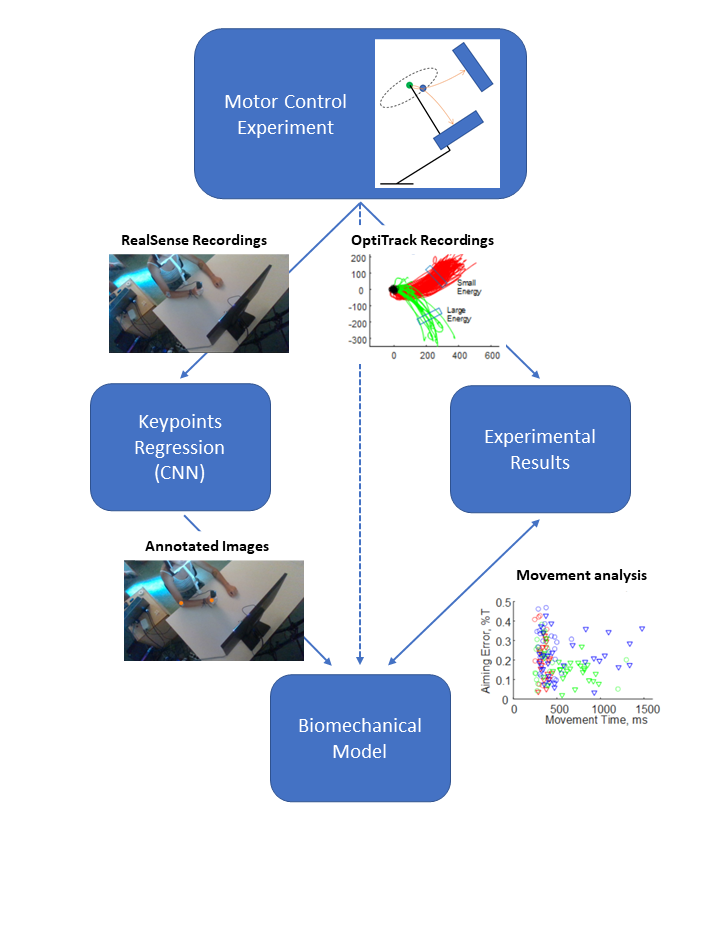 Motor Control
Experiment
RealSense Recordings
OptiTrack Recordings
200
100
0
-100
-200
-300
Small
Energy
Large
Energy
0 200 400 600
Keypoints
Regression
(CNN)
Experimental
Results
Annotated Images
Movement analysis
Aiming Error, %T
0.5
0.4
0.3
0.2
0.1
0
0 500 1000 1500
Movement Time, ms
Biomechanical
Model